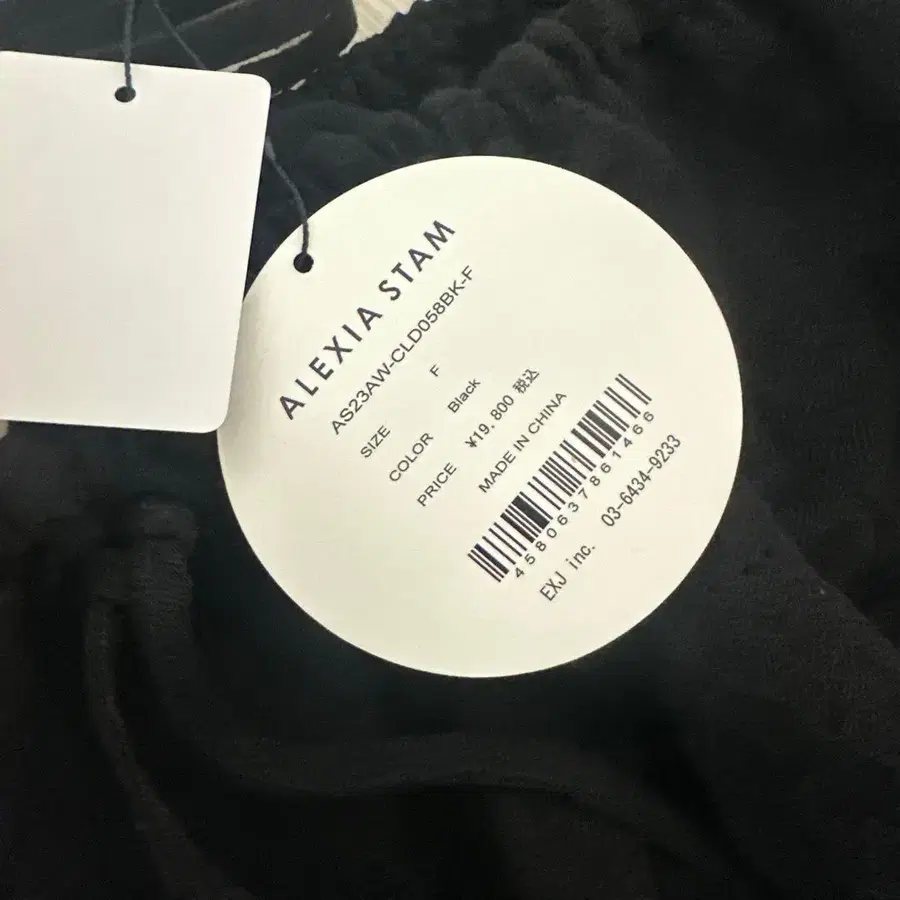 ALEXIA STAM
AS23AW-CLD058BK-F
SIZE F
COLOR Black
PRICE ¥19.800 税込
MADE IN CHINA
4580637861466
EXJ inc. 03-6434-9233